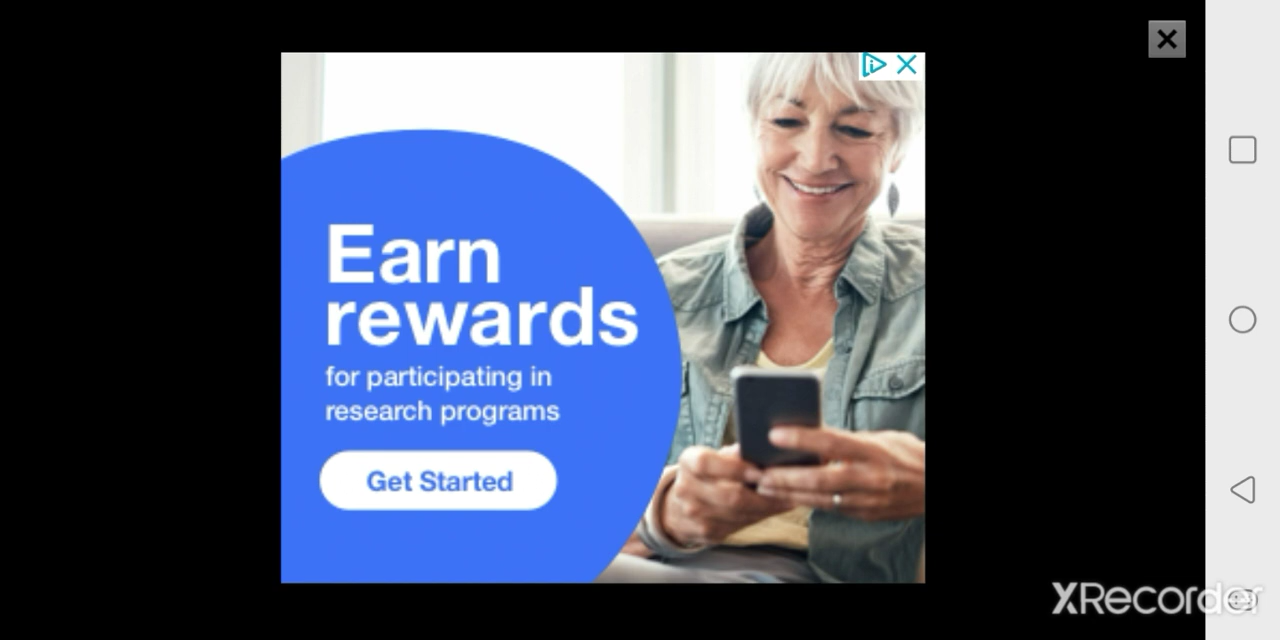 Earn
rewards
for participating in
research programs
Get Started
XRecorder